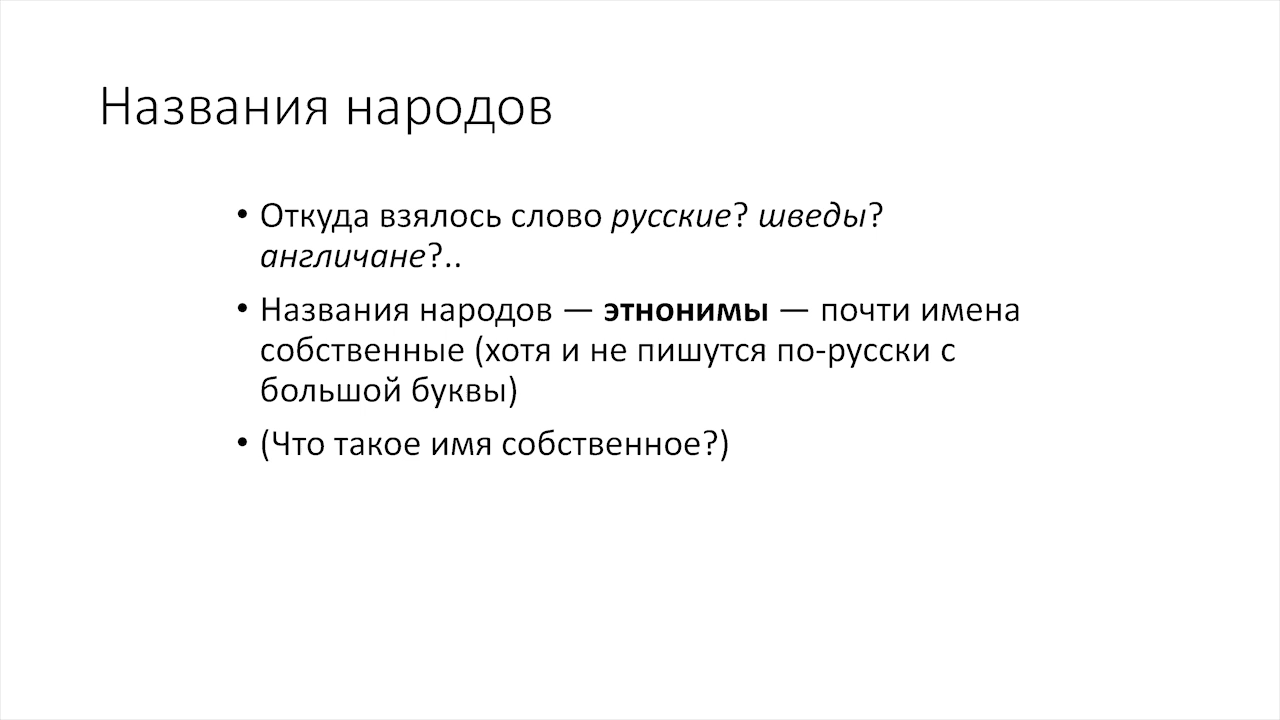 Названия народов
• Откуда взялось слово русские? шведы?
англичане?..
• Названия народов — этнонимы — почти имена
собственные (хотя и не пишутся по-русски с
большой буквы)
• (Что такое имя собственное?)